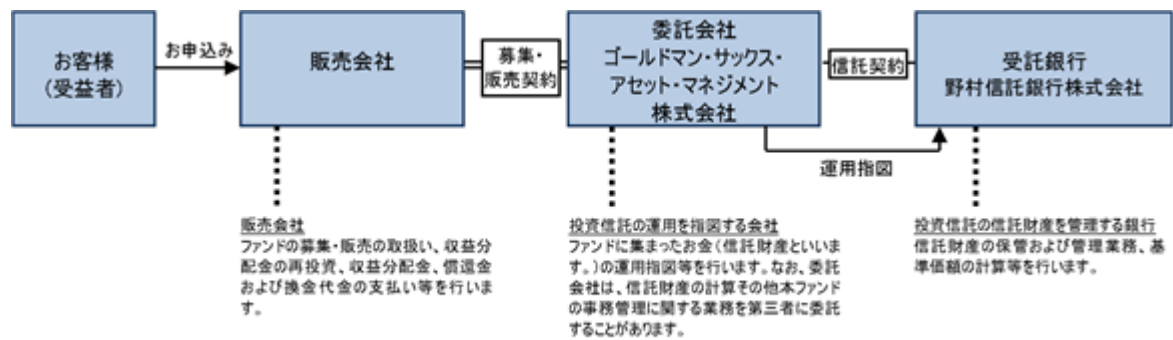 お客様
(受益者)
お申込み
販売会社
募集・
販売契約
委託会社
ゴールドマン・サックス・
アセット・マネジメント
株式会社
信託契約
受託銀行
野村信託銀行株式会社
運用指図
販売会社
ファンドの募集・販売の取扱い、収益分
配金の再投資、収益分配金、償還金
および換金代金の支払い等を行いま
す。
投資信託の運用を指図する会社
ファンドに集まったお金(信託財産といいま
す。)の運用指図等を行います。なお、委託
会社は、信託財産の計算その他本ファンド
の事務管理に関する業務を第三者に委託
することがあります。
投資信託の信託財産を管理する銀行
信託財産の保管および管理業務、基
準価額の計算等を行います。